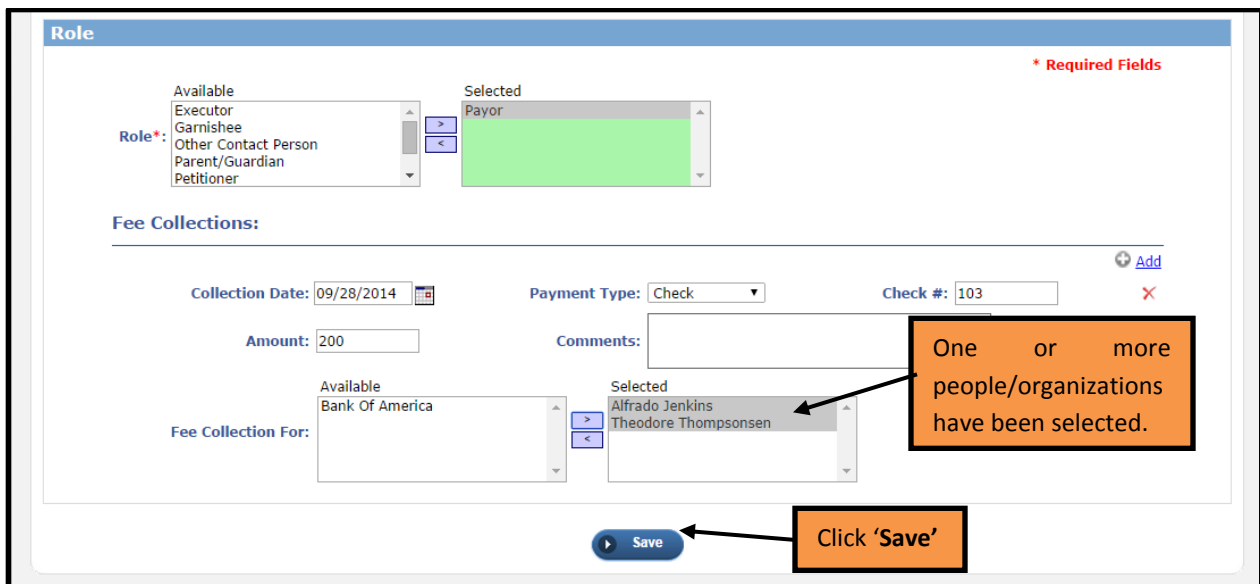 Role
* Required Fields
Available Selected
Role*:
Executor
Garnishee
Other Contact Person
Parent/Guardian
Petitioner
>
<
Payor
Fee Collections:
Add
Collection Date: 09/28/2014 Payment Type: Check Check #: 103
Amount: 200 Comments:
Available Selected
Fee Collection For:
Bank Of America
>
<
Alfrado Jenkins
Theodore Thompsonsen
One or more
people/organizations
have been selected.
Save
Click ‘Save’